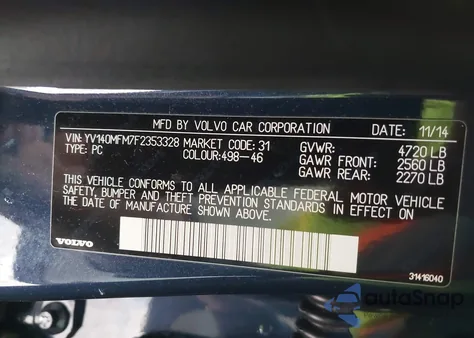 MFD BY VOLVO CAR CORPORATION DATE: 11/14
VIN: YV140MFM7F2353328 MARKET CODE: 31 GVWR: 4720 LB
TYPE: PC COLOUR: 498-46 GAWR FRONT: 2560 LB
GAWR REAR: 2270 LB
THIS VEHICLE CONFORMS TO ALL APPLICABLE FEDERAL MOTOR VEHICLE
SAFETY, BUMPER AND THEFT PREVENTION STANDARDS IN EFFECT ON
THE DATE OF MANUFACTURE SHOWN ABOVE.
VOLVO
31416040
autoSnap